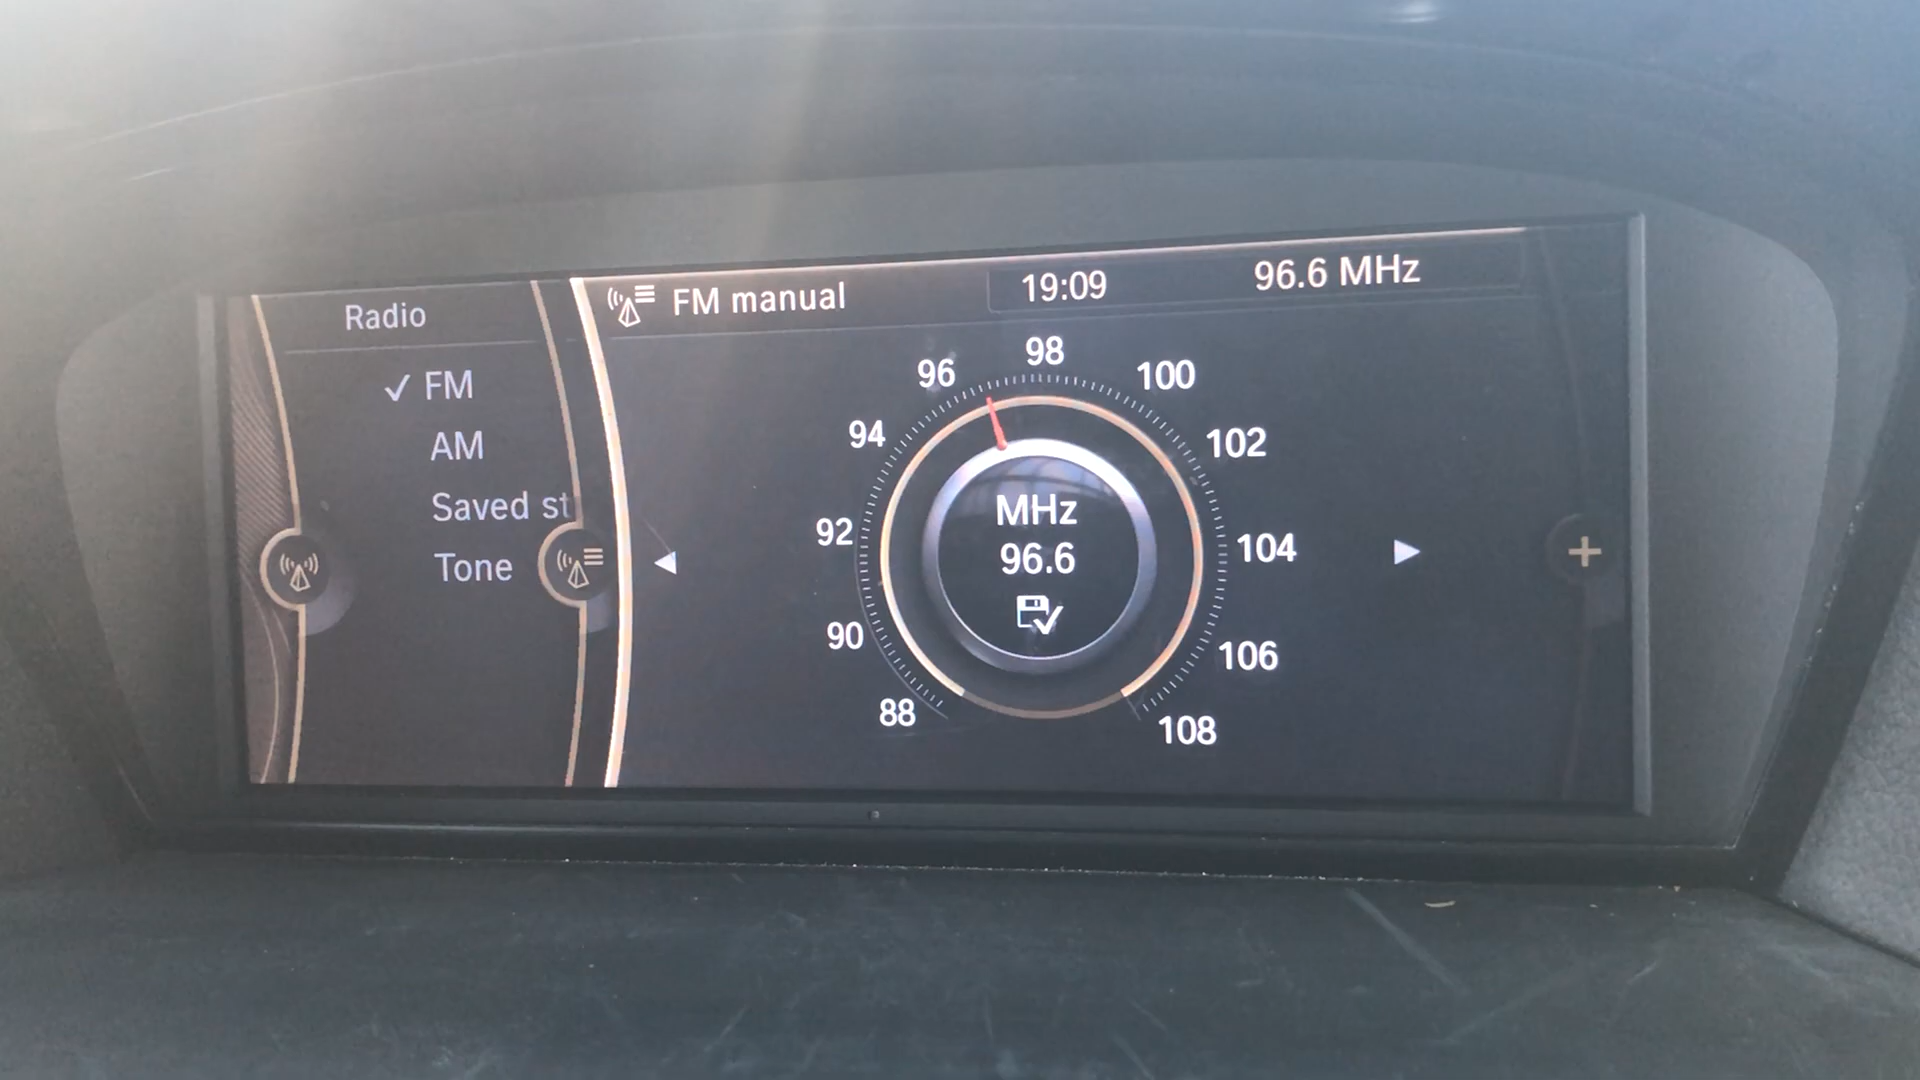 Radio
✓ FM
AM
Saved st
Tone
FM manual
19:09
96.6 MHz
98
96
100
94
102
92
104
90
106
88
108
MHz
96.6
+